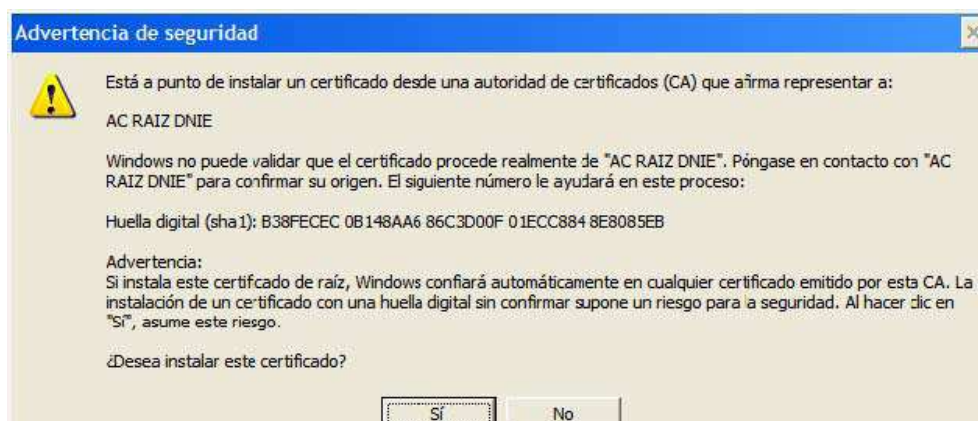 Advertencia de seguridad
Está a punto de instalar un certificado desde una autoridad de certificados (CA) que afirma representar a:
AC RAIZ DNIE
Windows no puede validar que el certificado procede realmente de "AC RAIZ DNIE". Póngase en contacto con "AC
RAIZ DNIE" para confirmar su origen. El siguiente número le ayudará en este proceso:
Huella digital (sha1): B38FECEC 0B148AA6 86C3D00F 01ECC884 8E8085EB
Advertencia:
Si instala este certificado de raíz, Windows confiará automáticamente en cualquier certificado emitido por esta CA. La
instalación de un certificado con una huella digital sin confirmar supone un riesgo para la seguridad. Al hacer clic en
"Sí", asume este riesgo.
¿Desea instalar este certificado?
Sí
No